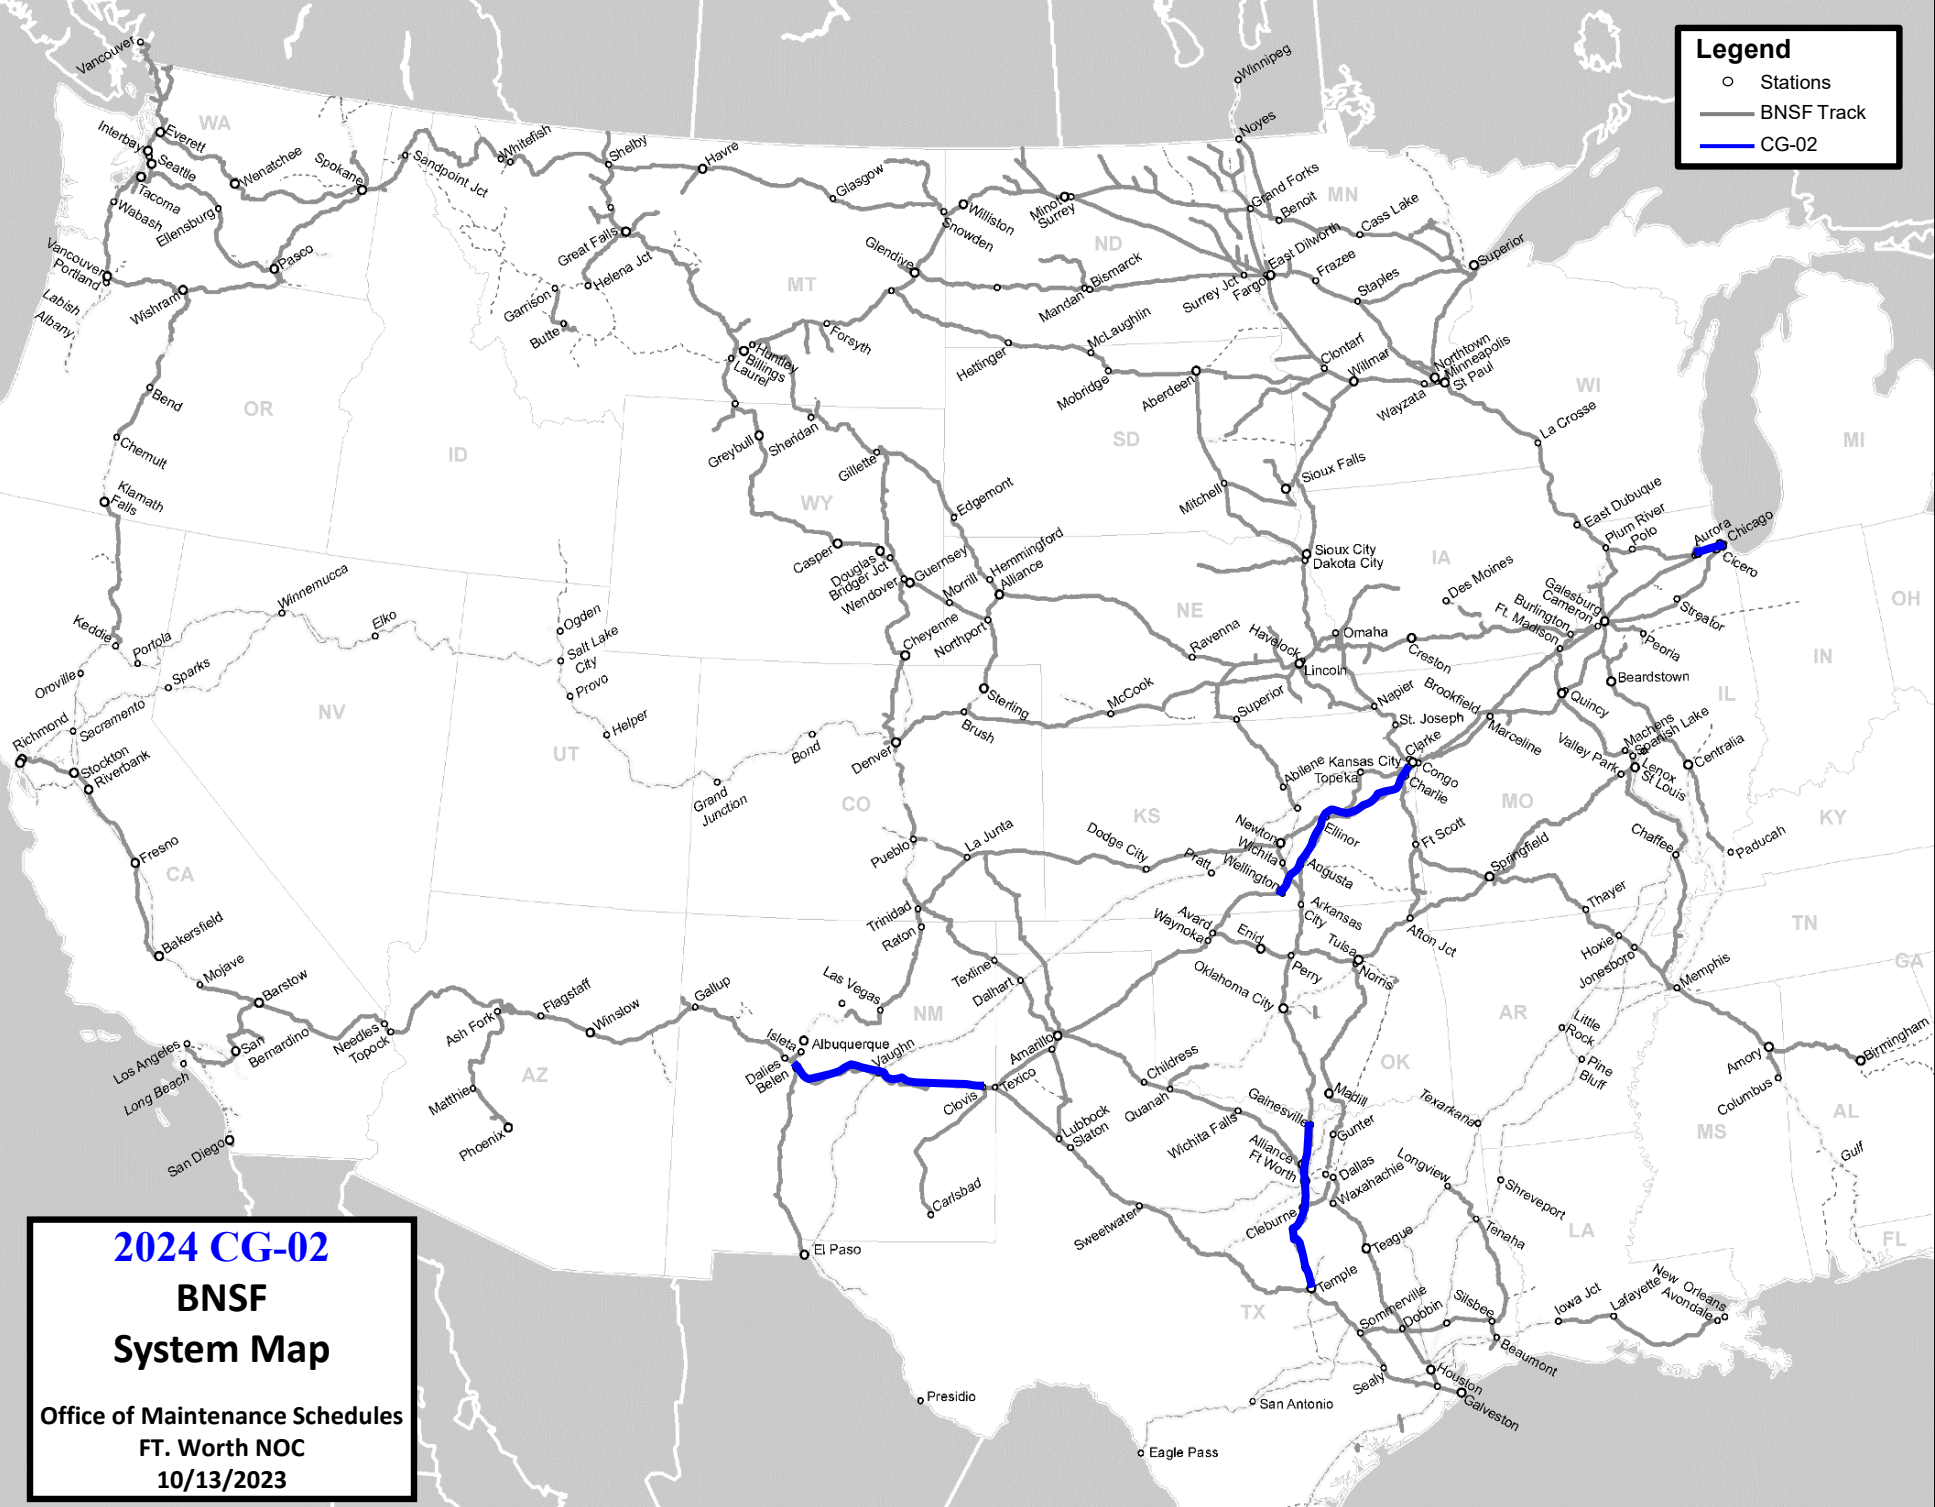 Legend
Stations
BNSF Track
CG-02
Vancouver
Winnipeg
Noyes
WA
Everett
Interbay
Seattle
Tacoma
Wabash
Ellensburg
Wenatchee
Spokane
Sandpoint Jct
Whitefish
Shelby
Havre
Glasgow
Snowden
Williston
Minot
Surrey
Grand Forks
Benoit
MN
Cass Lake
Vancouver
Portland
Labish
Albany
Wishram
Pasco
Great Falls
Helena Jct
Garrison
Butte
MT
Glendive
ND
Bismarck
Mandan
Surrey Jct
Fargo
East Dilworth
Frazee
Staples
Superior
Huntley
Billings
Laurel
Forsyth
Hettinger
McLaughlin
Mobridge
Aberdeen
Clontarf
Willmar
Wayzata
Northtown
Minneapolis
St Paul
WI
La Crosse
MI
Bend
OR
Chemult
Klamath
Falls
ID
Greybull
Sheridan
Gillette
WY
Edgemont
SD
Mitchell
Sioux Falls
East Dubuque
Plum River
Polo
Aurora
Chicago
Cicero
Casper
Douglas
Bridger Jct
Wendover
Guernsey
Morrill
Hemmingford
Alliance
Sioux City
Dakota City
IA
Des Moines
Galesburg
Cameron
Burlington
Ft. Madison
Streator
Peoria
OH
IN
IL
Keddie
Portola
Winnemucca
Elko
Oroville
Sparks
Sacramento
Richmond
Stockton
Riverbank
NV
Ogden
Salt Lake
City
Provo
Helper
UT
Grand
Junction
Bond
Denver
Cheyenne
Northport
Sterling
Brush
McCook
NE
Ravenna
Havelock
Lincoln
Omaha
Creston
Superior
Napier
St. Joseph
Brookfield
Marceline
Quincy
Beardstown
Machens
Spanish Lake
Valley Park
Lenox
St Louis
Centralia
Clarke
Kansas City
Topeka
Abilene
Congo
Charlie
CO
KS
MO
KY
Pueblo
La Junta
Dodge City
Pratt
Newton
Wichita
Wellington
Ellinor
Augusta
Ft Scott
Springfield
Chaffee
Paducah
Fresno
CA
Bakersfield
Mojave
Barstow
Trinidad
Raton
Las Vegas
Texline
Dalhart
Avard
Waynoka
Enid
Arkansas
City
Perry
Tulsa
Norris
Afton Jct
Thayer
Hoxie
Jonesboro
Memphis
TN
GA
Oklahoma City
Los Angeles
Long Beach
San
Bernardino
San Diego
Needles
Topock
Ash Fork
Flagstaff
Winslow
Gallup
AZ
Matthie
Phoenix
Isleta
Albuquerque
Dalies
Belen
Vaughn
NM
Clovis
Texico
Amarillo
Childress
Quanah
Lubbock
Slaton
Wichita Falls
Gainesville
Madill
OK
AR
Little
Rock
Pine
Bluff
Amory
Columbus
Birmingham
AL
MS
Gulf
Carlsbad
El Paso
Sweetwater
Alliance
Ft Worth
Gunter
Dallas
Waxahachie
Texarkana
Longview
Shreveport
Cleburne
Teague
Tenaha
LA
FL
Temple
TX
Sommerville
Dobbin
Silsbee
Beaumont
Iowa Jct
Lafayette
New Orleans
Avondale
Sealy
Houston
Galveston
San Antonio
Presidio
Eagle Pass
2024 CG-02
BNSF
System Map
Office of Maintenance Schedules
FT. Worth NOC
10/13/2023